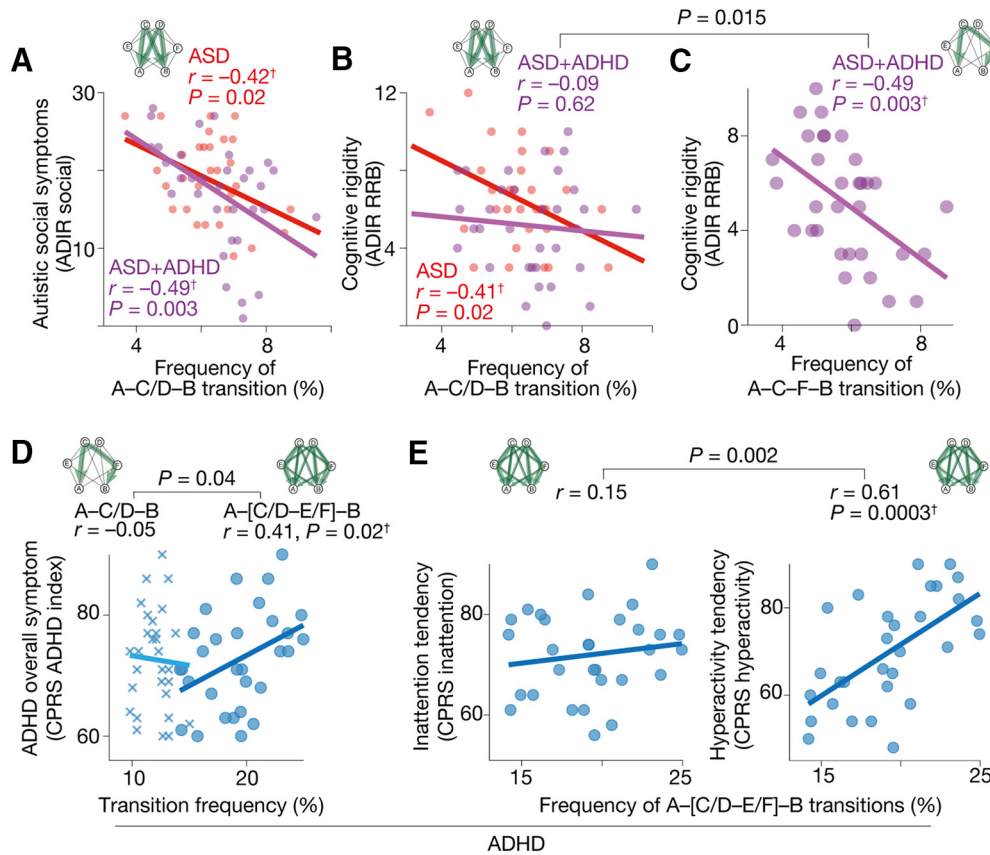 P = 0.015
A
B
C
C D
E F
A B
C D
E F
A B
C D
E
A B
ASD
r = −0.42†
P = 0.02
ASD+ADHD
r = −0.09
P = 0.62
ASD+ADHD
r = −0.49
P = 0.003†
Autistic social symptoms
(ADIR social)
30
10
ASD+ADHD
r = −0.49†
P = 0.003
4 8
Frequency of
A–C/D–B transition (%)
Cognitive rigidity
(ADIR RRB)
12
4
ASD
r = −0.41†
P = 0.02
4 8
Frequency of
A–C/D–B transition (%)
Cognitive rigidity
(ADIR RRB)
8
4
0
4 8
Frequency of
A–C–F–B transition (%)
D
E
C D
E F
A B
C D
E F
A B
C D
E F
A B
C D
E F
A B
P = 0.04
A–C/D–B
r = −0.05
A–[C/D–E/F]–B
r = 0.41, P = 0.02†
P = 0.002
r = 0.15
r = 0.61
P = 0.0003†
ADHD overall symptom
(CPRS ADHD index)
80
60
10 20
Transition frequency (%)
Inattention tendency
(CPRS inattention)
80
60
15 25
Hyperactivity tendency
(CPRS hyperactivity)
80
60
15 25
Frequency of A–[C/D–E/F]–B transitions (%)
ADHD